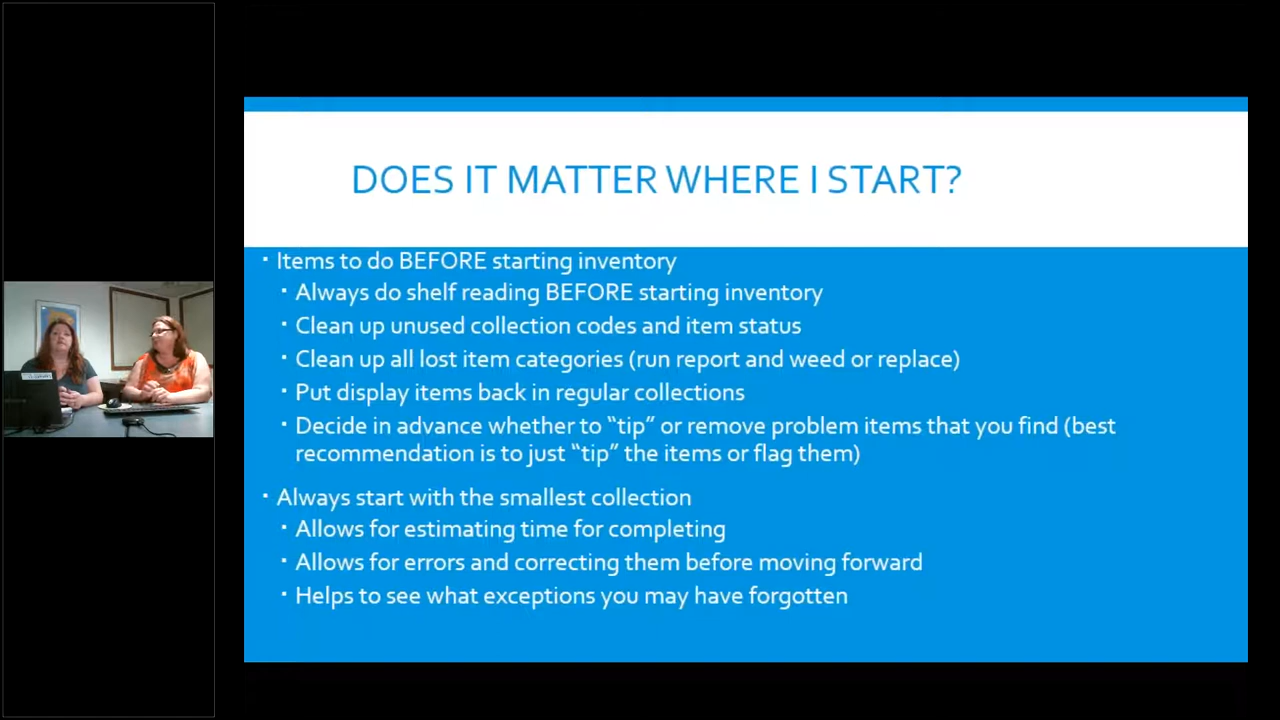 DOES IT MATTER WHERE I START?
▪ Items to do BEFORE starting inventory
▪ Always do shelf reading BEFORE starting inventory
▪ Clean up unused collection codes and item status
▪ Clean up all lost item categories (run report and weed or replace)
▪ Put display items back in regular collections
▪ Decide in advance whether to “tip” or remove problem items that you find (best
recommendation is to just “tip” the items or flag them)
▪ Always start with the smallest collection
▪ Allows for estimating time for completing
▪ Allows for errors and correcting them before moving forward
▪ Helps to see what exceptions you may have forgotten